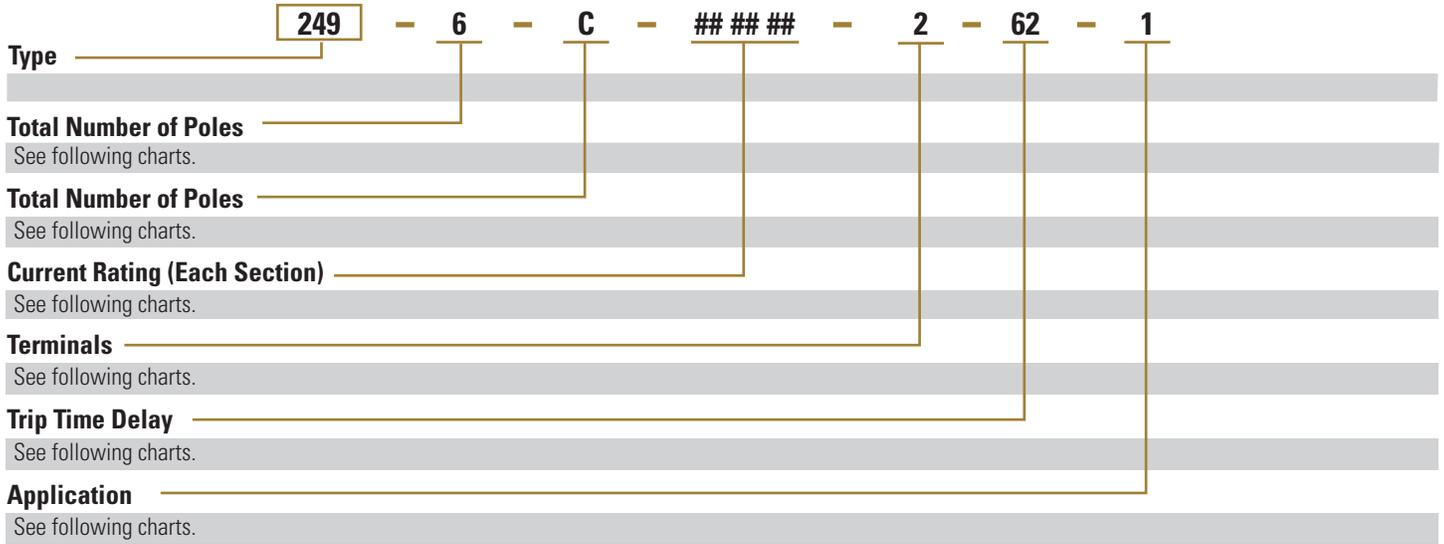 249 – 6 – C – ## ## ## – 2 – 62 – 1
Type
Total Number of Poles
See following charts.
Total Number of Poles
See following charts.
Current Rating (Each Section)
See following charts.
Terminals
See following charts.
Trip Time Delay
See following charts.
Application
See following charts.